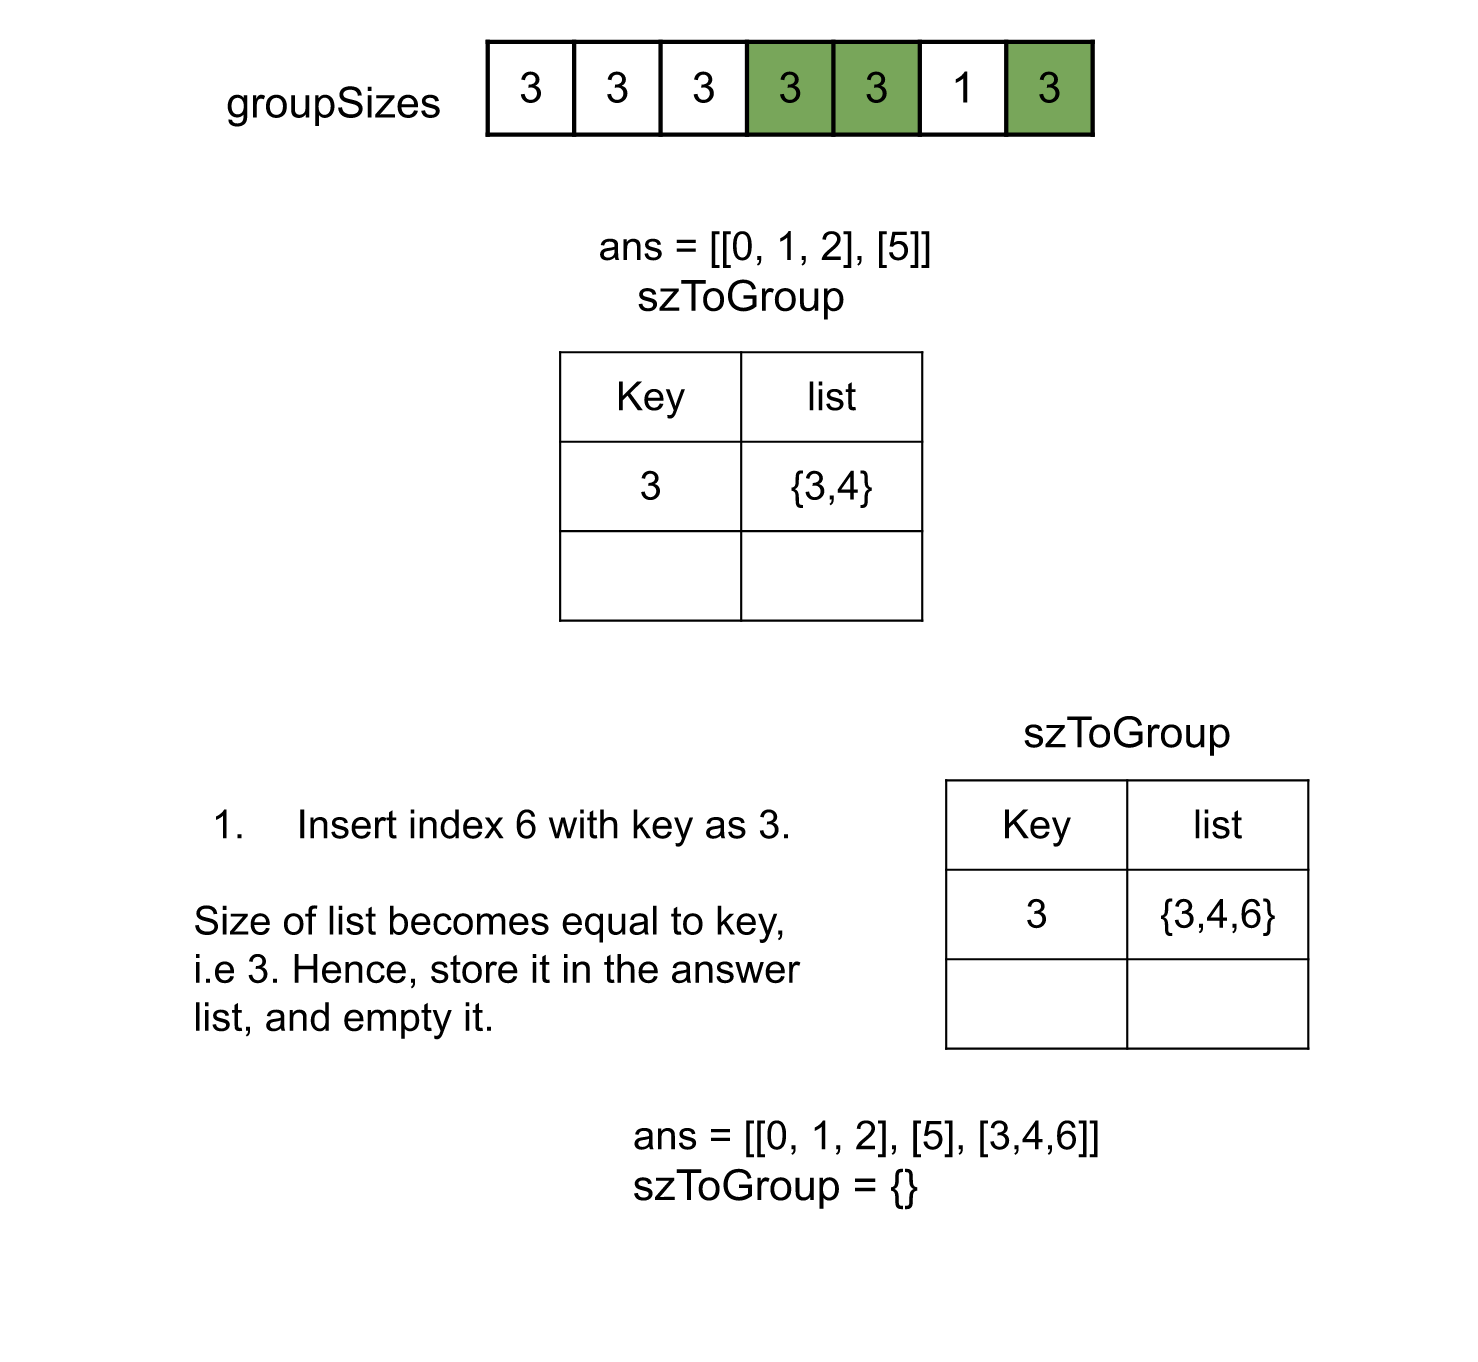 groupSizes 3 3 3 3 3 1 3
ans = [[0, 1, 2], [5]]
szToGroup
Key list
3 {3,4}
szToGroup
Key list
3 {3,4,6}
1. Insert index 6 with key as 3.
Size of list becomes equal to key,
i.e 3. Hence, store it in the answer
list, and empty it.
ans = [[0, 1, 2], [5], [3,4,6]]
szToGroup = {}